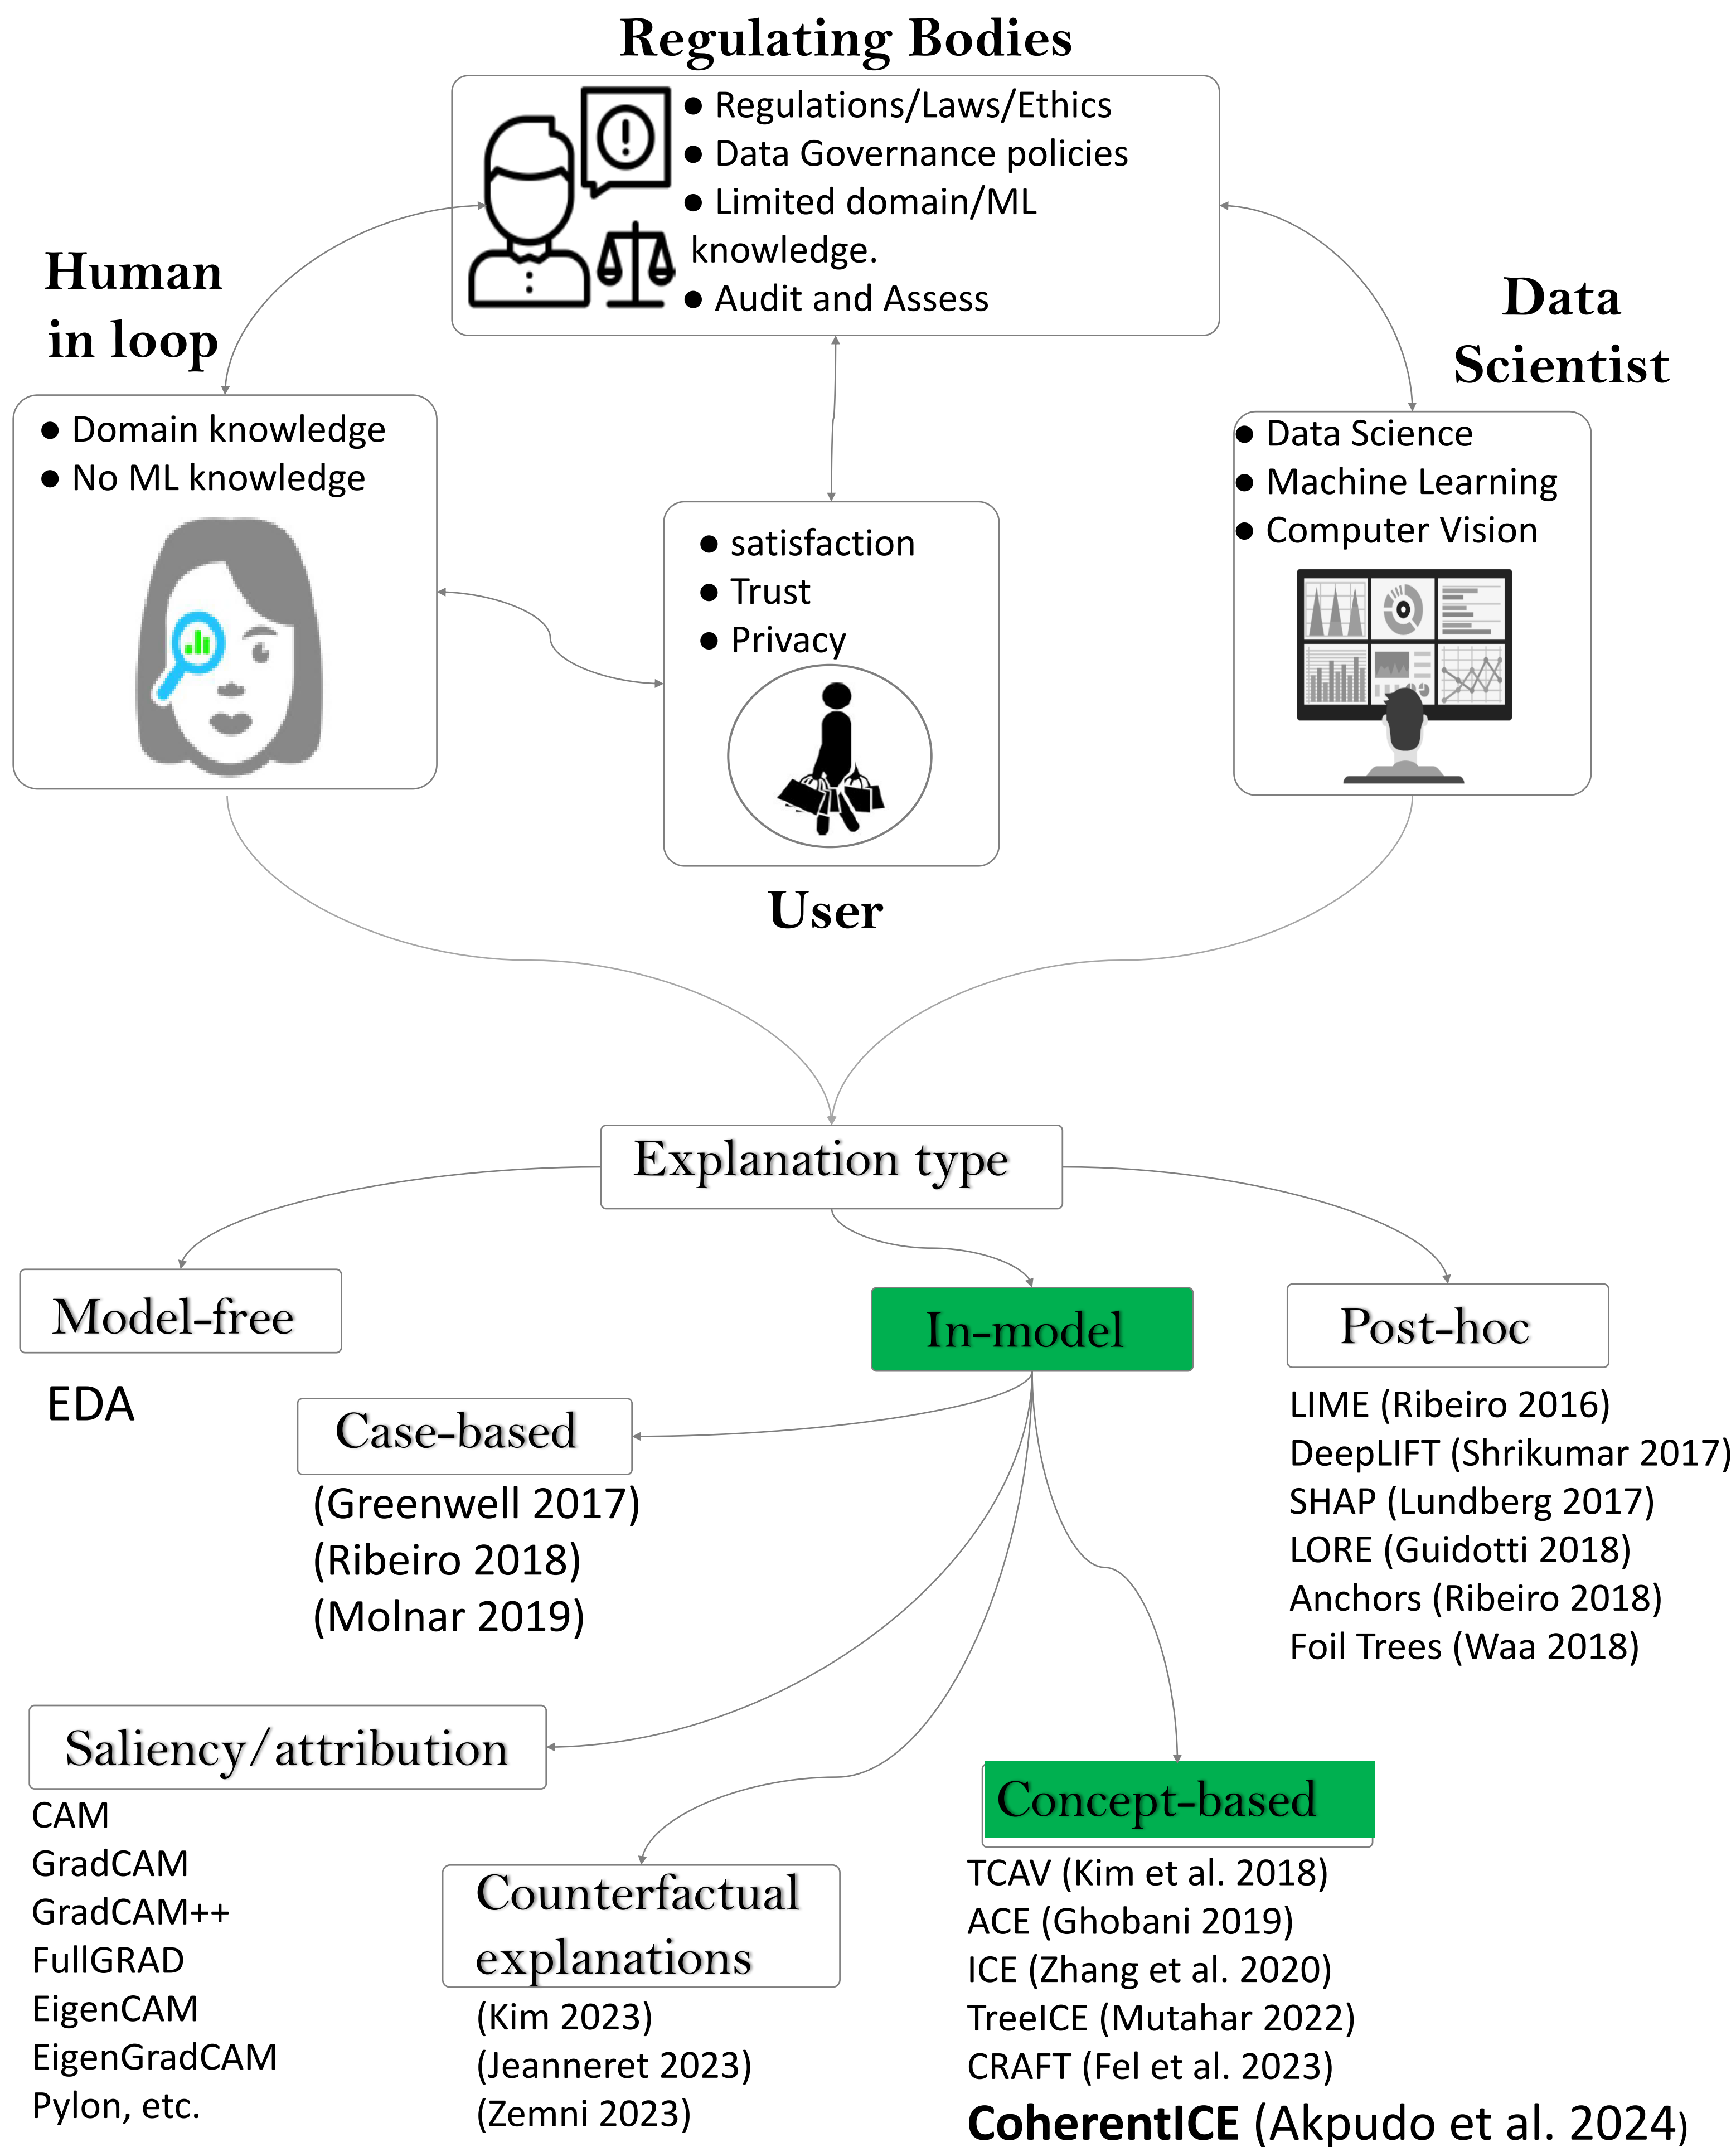 Regulating Bodies
● Regulations/Laws/Ethics
● Data Governance policies
● Limited domain/ML
knowledge.
● Audit and Assess
Human
in loop
● Domain knowledge
● No ML knowledge
Data
Scientist
● Data Science
● Machine Learning
● Computer Vision
● satisfaction
● Trust
● Privacy
User
Explanation type
Model-free
EDA
In-model
Post-hoc
LIME (Ribeiro 2016)
DeepLIFT (Shrikumar 2017)
SHAP (Lundberg 2017)
LORE (Guidotti 2018)
Anchors (Ribeiro 2018)
Foil Trees (Waa 2018)
Case-based
(Greenwell 2017)
(Ribeiro 2018)
(Molnar 2019)
Saliency/attribution
CAM
GradCAM
GradCAM++
FullGRAD
EigenCAM
EigenGradCAM
Pylon, etc.
Counterfactual
explanations
(Kim 2023)
(Jeanneret 2023)
(Zemni 2023)
Concept-based
TCAV (Kim et al. 2018)
ACE (Ghobani 2019)
ICE (Zhang et al. 2020)
TreeICE (Mutahar 2022)
CRAFT (Fel et al. 2023)
CoherentICE (Akpudo et al. 2024)